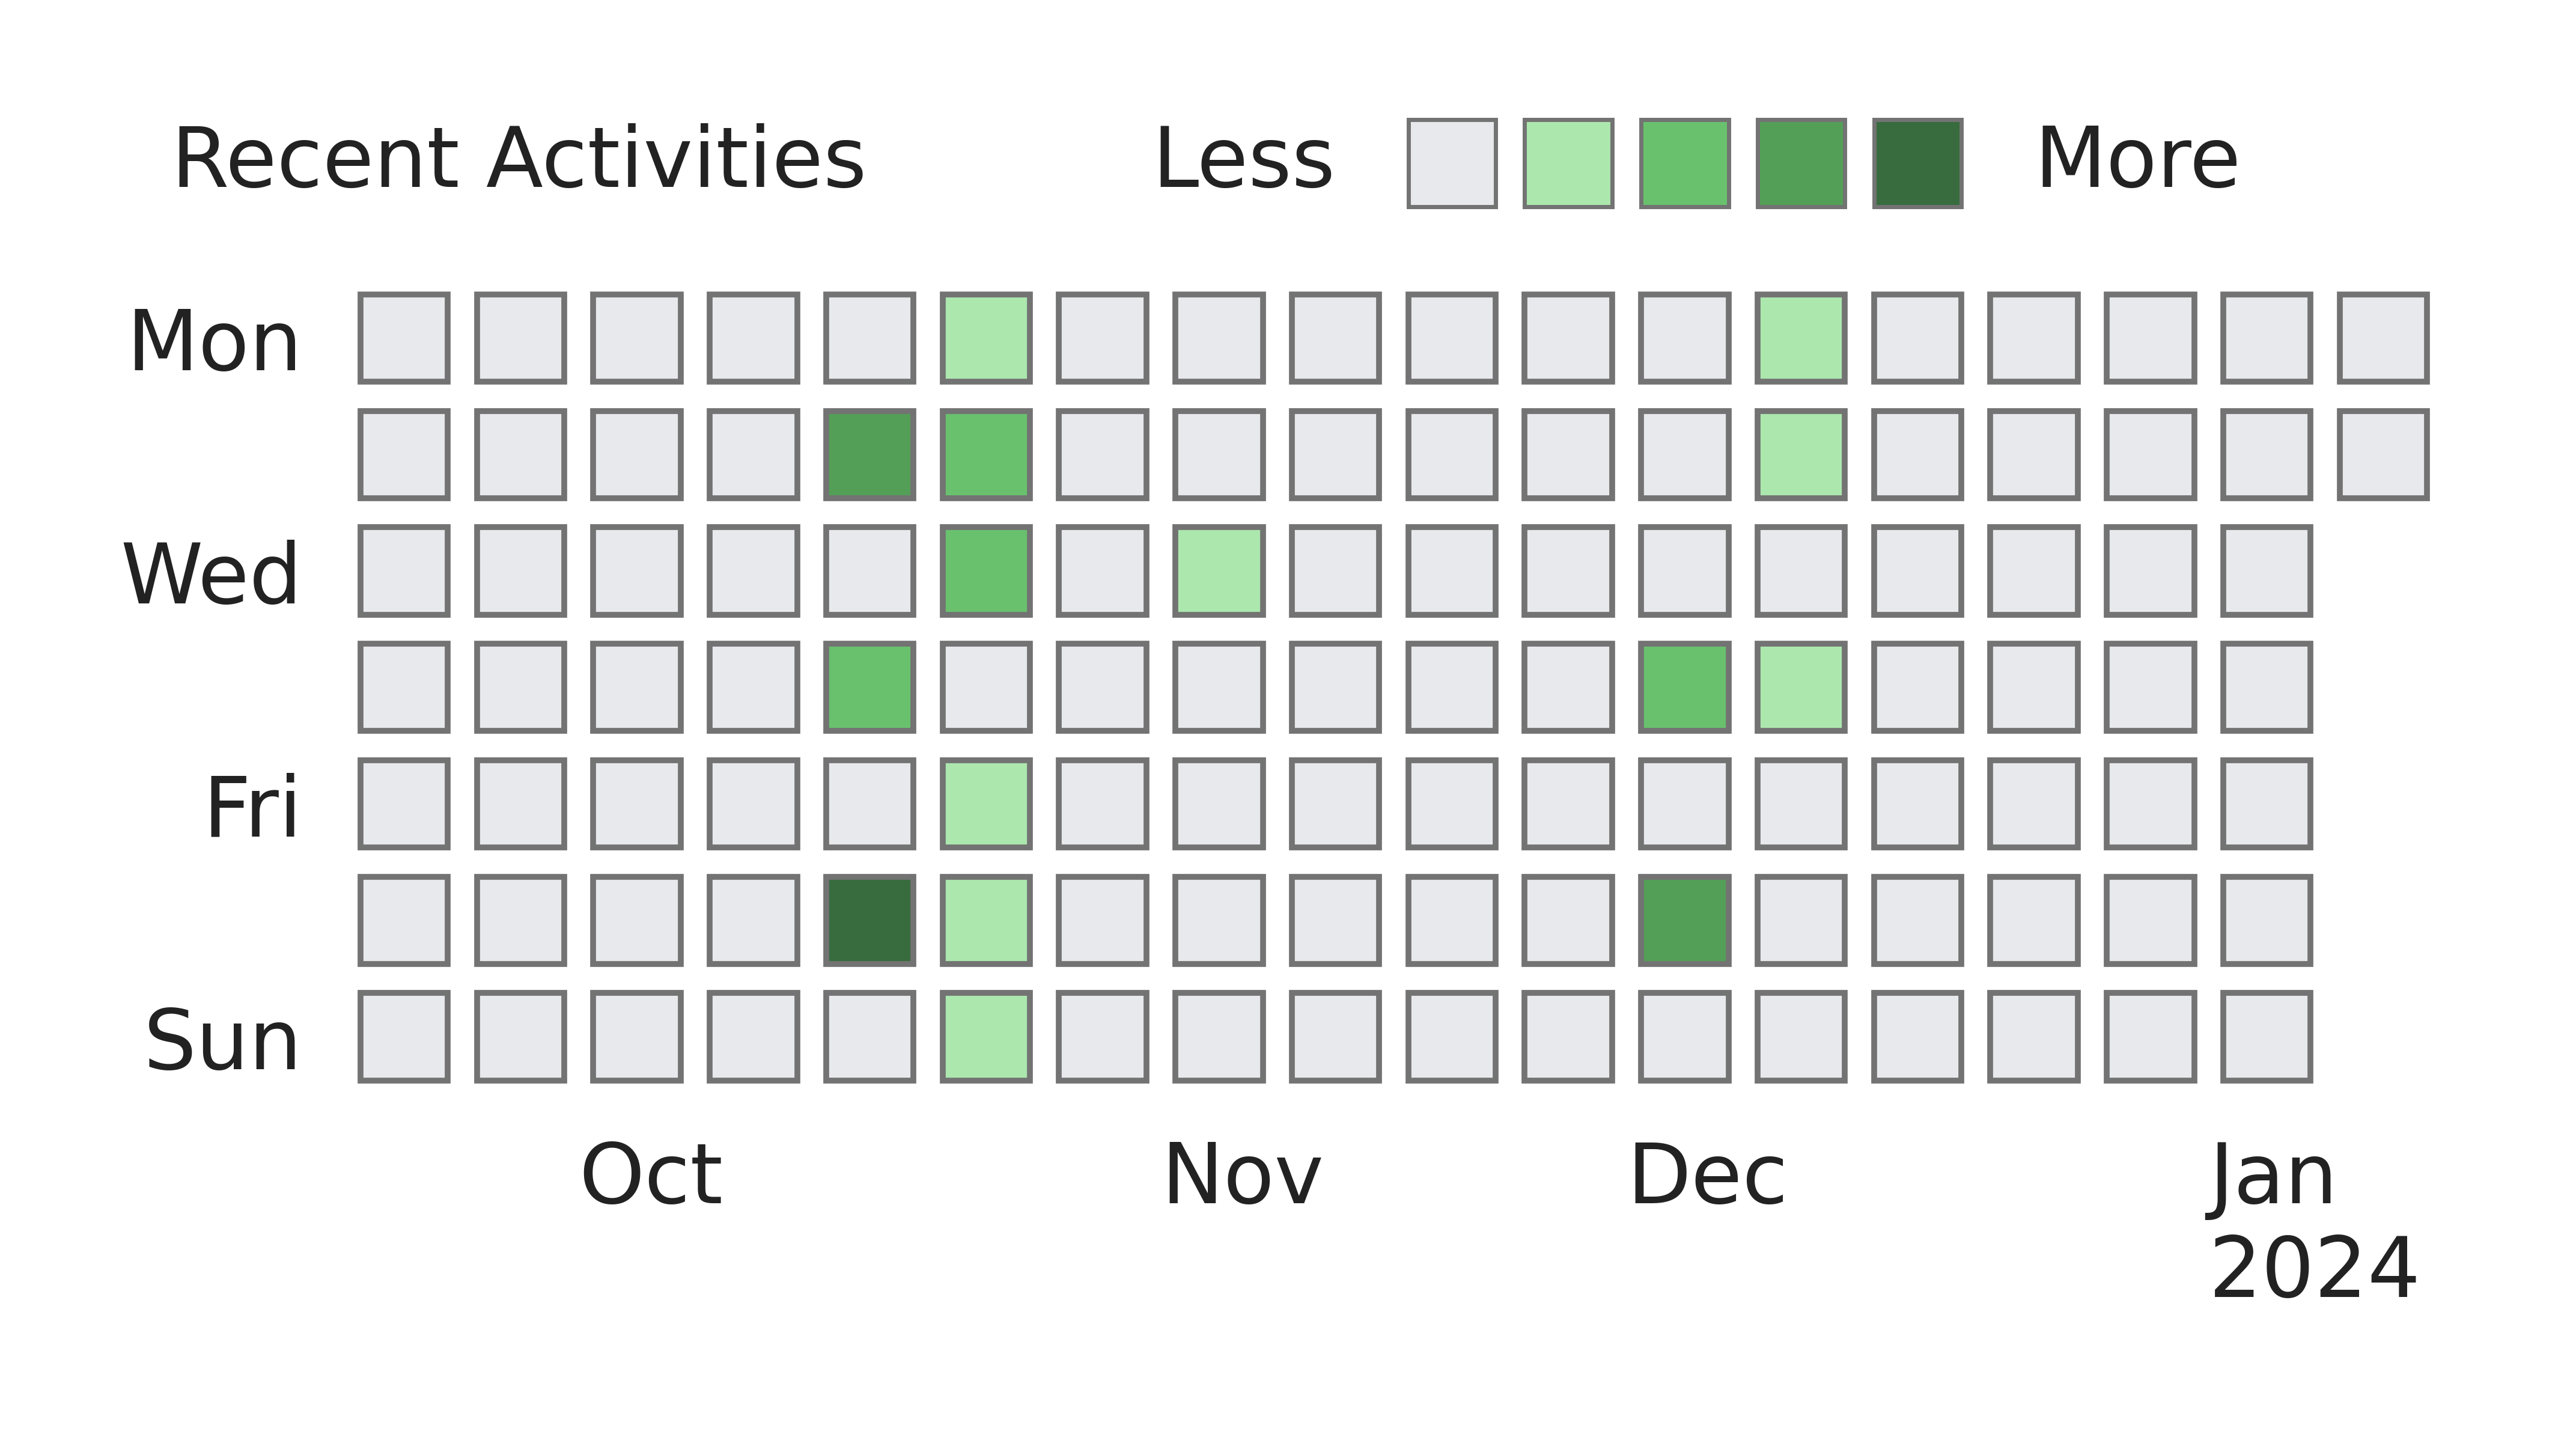 Recent Activities
Less More
Mon
Wed
Fri
Sun
Oct Nov Dec Jan
2024